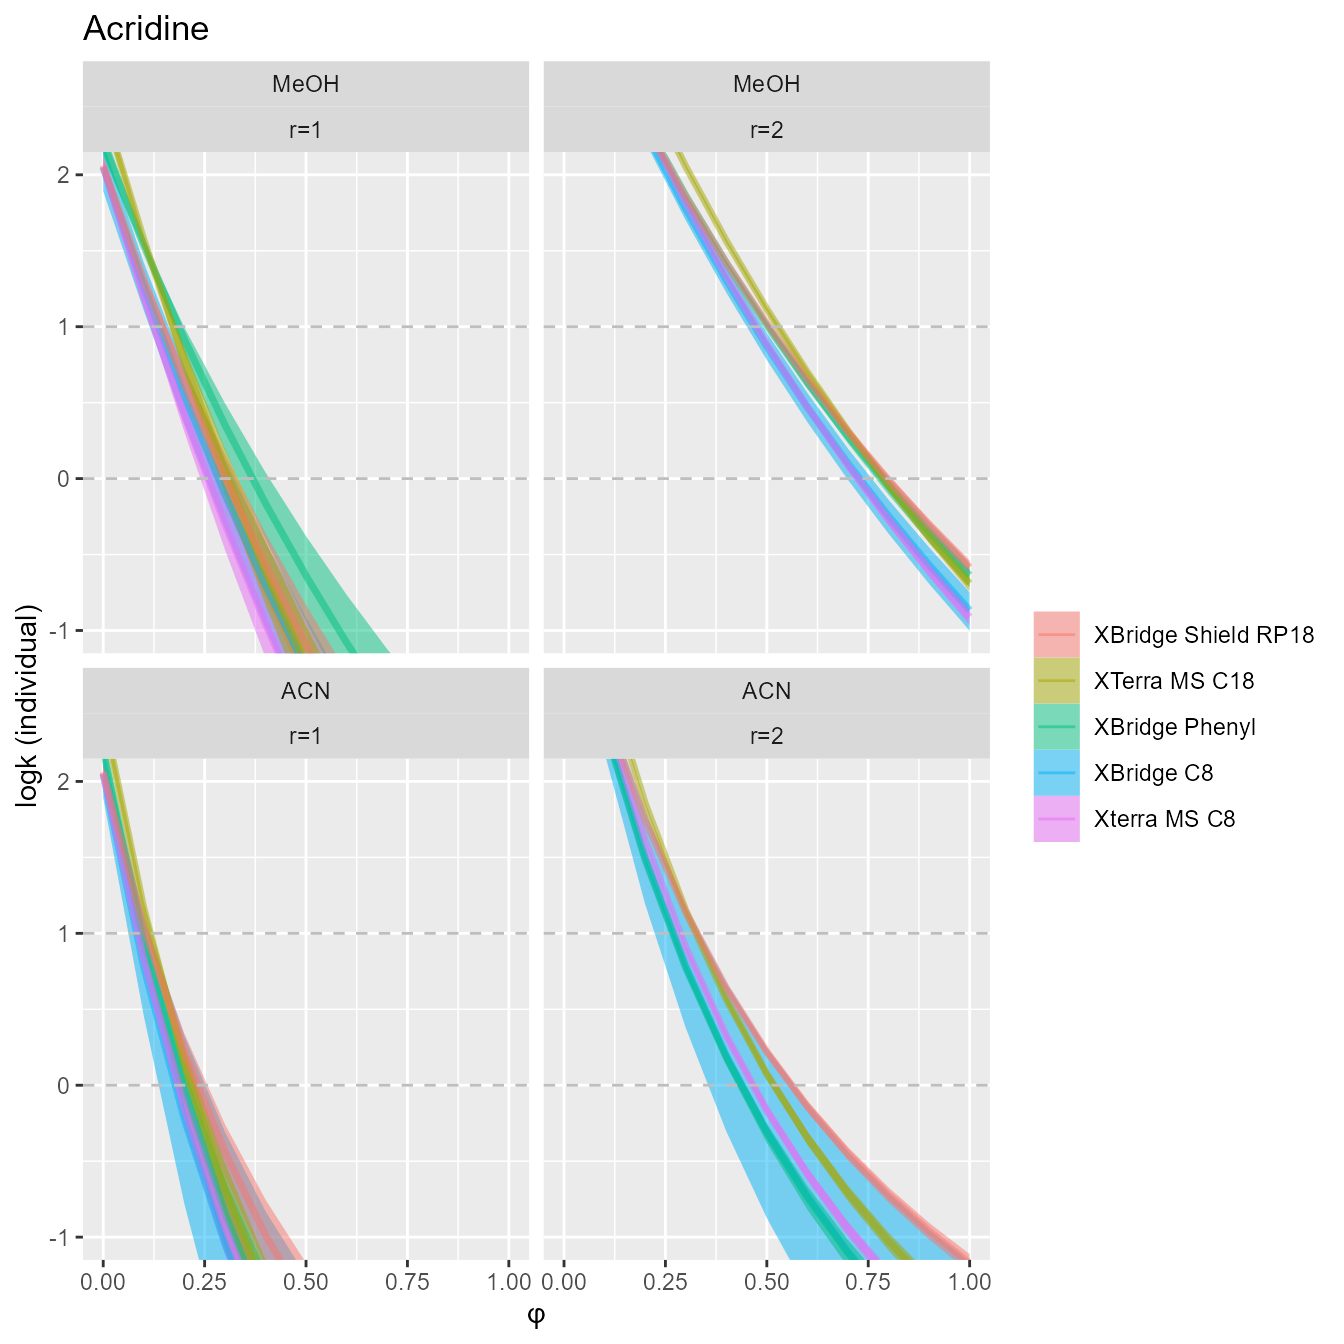 Acridine
MeOH
r=1
MeOH
r=2
2
1
0
-1
ACN
r=1
ACN
r=2
2
1
0
-1
0.00
0.25
0.50
0.75
1.00
0.00
0.25
0.50
0.75
1.00
φ
logk (individual)
XBridge Shield RP18
XTerra MS C18
XBridge Phenyl
XBridge C8
Xterra MS C8